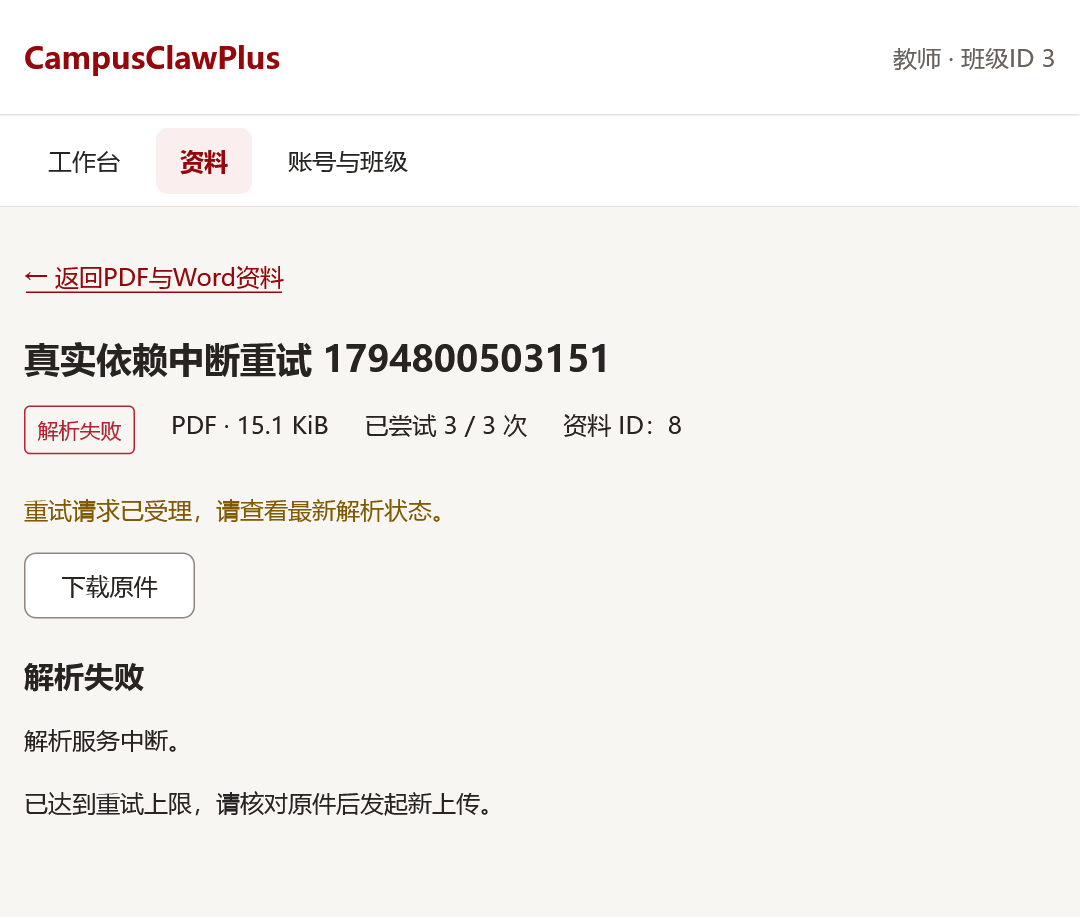 CampusClawPlus
教师 · 班级ID 3
工作台 资料 账号与班级
← 返回PDF与Word资料
真实依赖中断重试 1794800503151
解析失败 PDF · 15.1 KiB 已尝试 3 / 3 次 资料 ID：8
重试请求已受理，请查看最新解析状态。
下载原件
解析失败
解析服务中断。
已达到重试上限，请核对原件后发起新上传。